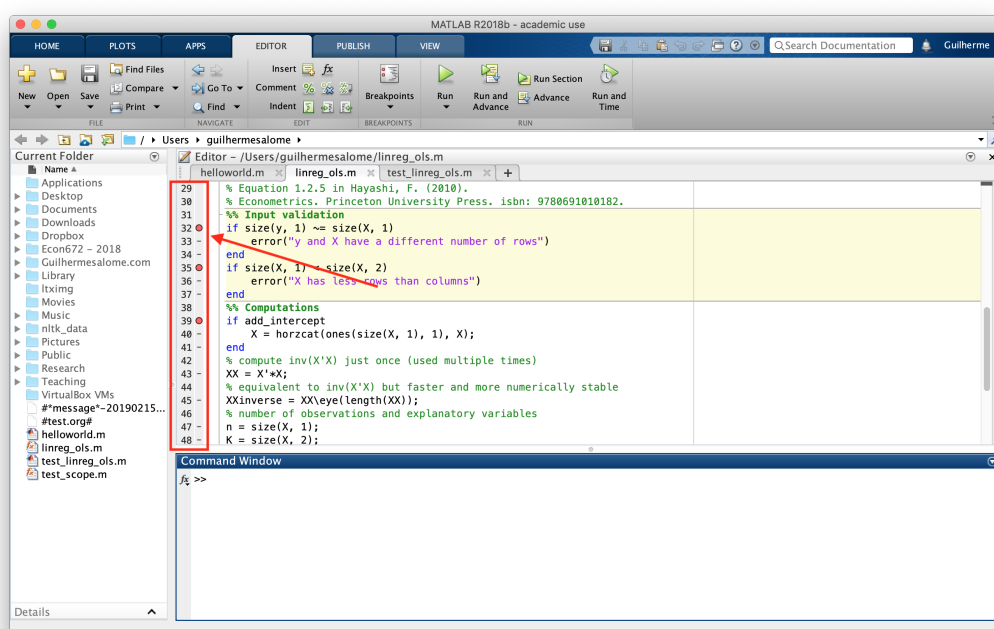 MATLAB R2018b - academic use
HOME PLOTS APPS EDITOR PUBLISH VIEW Search Documentation Guilherme
New Open Save Find Files Compare Print
Go To Find
Insert fx Comment % Indent
Breakpoints
Run Run and Advance Run Section Advance Run and Time
FILE NAVIGATE EDIT BREAKPOINTS RUN
/ Users guilhermesalome
Current Folder
Name
Applications
Desktop
Documents
Downloads
Dropbox
Econ672 - 2018
Guilhermesalome.com
Library
ltximg
Movies
Music
nltk_data
Pictures
Public
Research
Teaching
VirtualBox VMs
#*message*-20190215...
#test.org#
helloworld.m
linreg_ols.m
test_linreg_ols.m
test_scope.m
Details
Editor - /Users/guilhermesalome/linreg_ols.m
helloworld.m linreg_ols.m test_linreg_ols.m +
29 % Equation 1.2.5 in Hayashi, F. (2010).
30 % Econometrics. Princeton University Press. isbn: 9780691010182.
31 %% Input validation
32 if size(y, 1) ~= size(X, 1)
33 - error("y and X have a different number of rows")
34 - end
35 if size(X, 1) < size(X, 2)
36 - error("X has less rows than columns")
37 - end
38 %% Computations
39 if add_intercept
40 - X = horzcat(ones(size(X, 1), 1), X);
41 - end
42 % compute inv(X'X) just once (used multiple times)
43 - XX = X'*X;
44 % equivalent to inv(X'X) but faster and more numerically stable
45 - XXinverse = XX\eye(length(XX));
46 % number of observations and explanatory variables
47 - n = size(X, 1);
48 - K = size(X, 2);
Command Window
fx >>